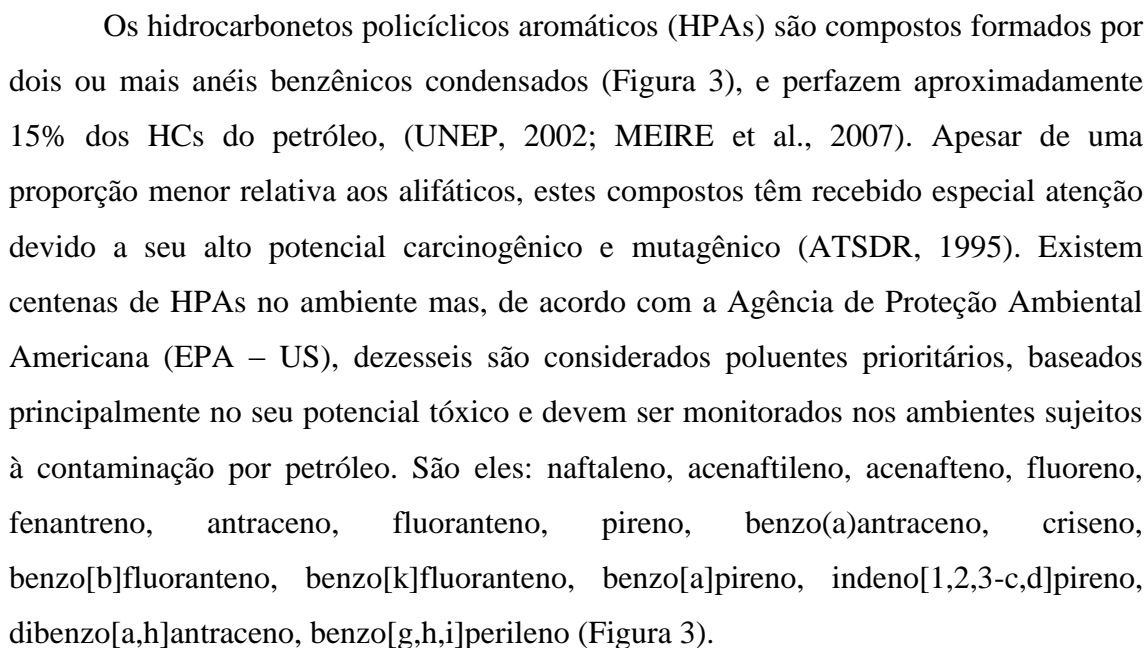 Os hidrocarbonetos policíclicos aromáticos (HPAs) são compostos formados por
dois ou mais anéis benzênicos condensados (Figura 3), e perfazem aproximadamente
15% dos HCs do petróleo, (UNEP, 2002; MEIRE et al., 2007). Apesar de uma
proporção menor relativa aos alifáticos, estes compostos têm recebido especial atenção
devido a seu alto potencial carcinogênico e mutagênico (ATSDR, 1995). Existem
centenas de HPAs no ambiente mas, de acordo com a Agência de Proteção Ambiental
Americana (EPA – US), dezesseis são considerados poluentes prioritários, baseados
principalmente no seu potencial tóxico e devem ser monitorados nos ambientes sujeitos
à contaminação por petróleo. São eles: naftaleno, acenaftileno, acenafteno, fluoreno,
fenantreno, antraceno, fluoranteno, pireno, benzo(a)antraceno, criseno,
benzo[b]fluoranteno, benzo[k]fluoranteno, benzo[a]pireno, indeno[1,2,3-c,d]pireno,
dibenzo[a,h]antraceno, benzo[g,h,i]perileno (Figura 3).